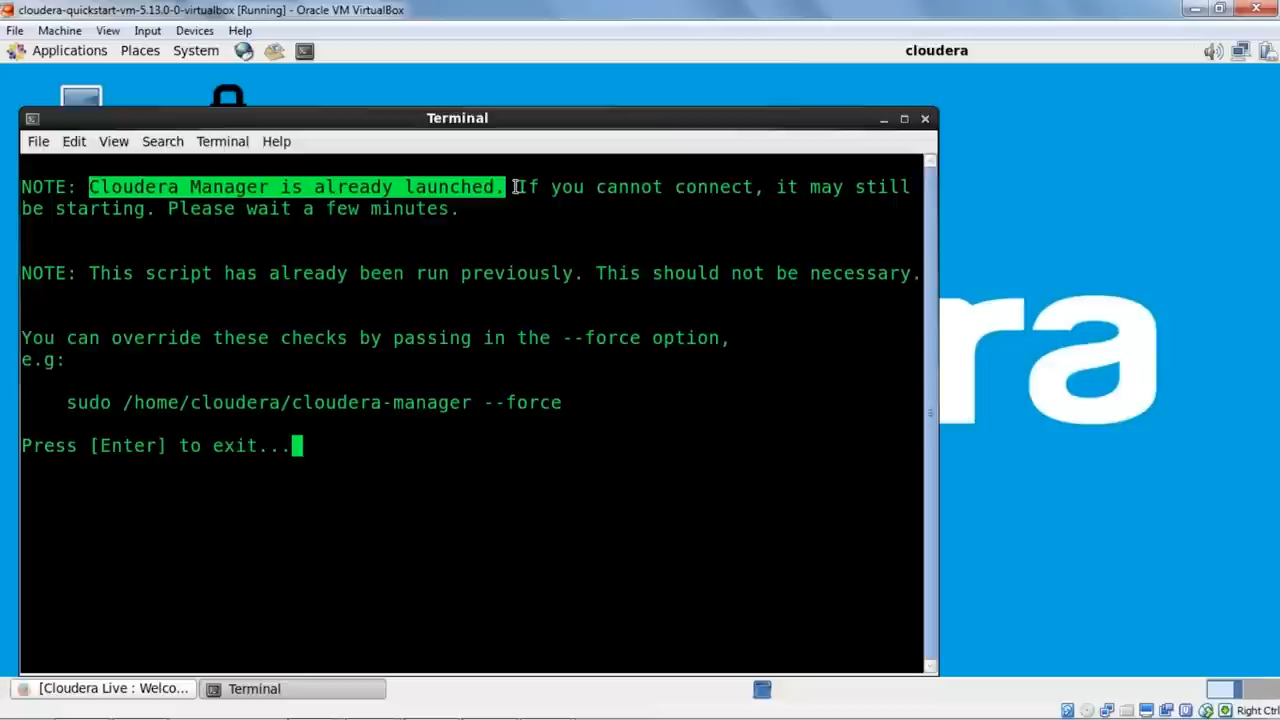 cloudera-quickstart-vm-5.13.0-0-virtualbox [Running] - Oracle VM VirtualBox
File Machine View Input Devices Help
Applications Places System cloudera
Terminal
File Edit View Search Terminal Help
NOTE: Cloudera Manager is already launched. If you cannot connect, it may still
be starting. Please wait a few minutes.
NOTE: This script has already been run previously. This should not be necessary.
You can override these checks by passing in the --force option,
e.g:
sudo /home/cloudera/cloudera-manager --force
Press [Enter] to exit...
ra
[Cloudera Live : Welco... Terminal
Right Ctrl